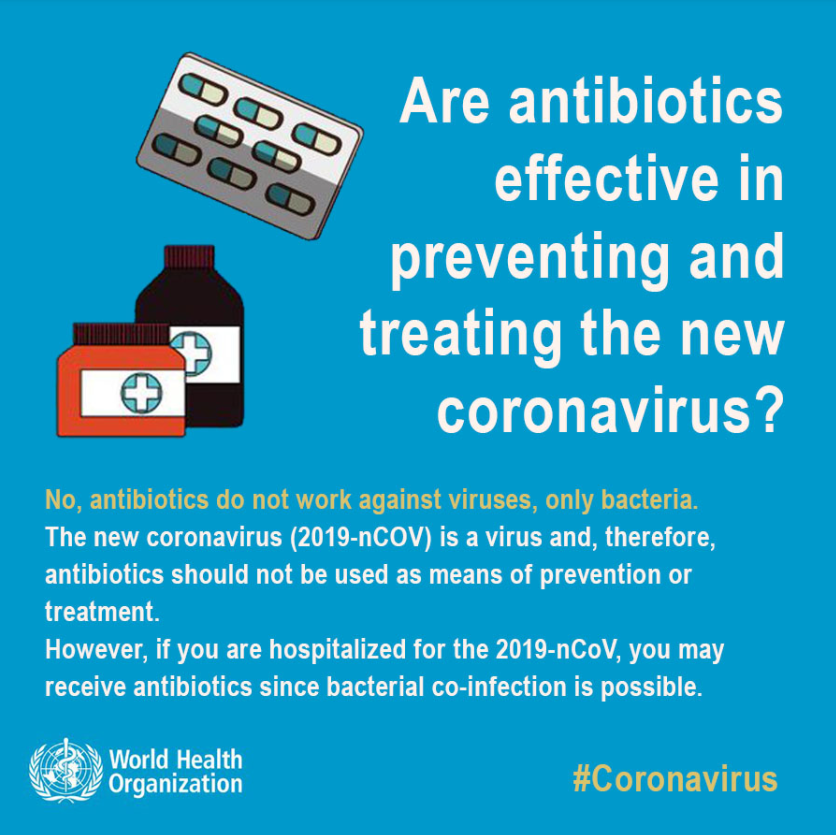 Are antibiotics
effective in
preventing and
treating the new
coronavirus?
No, antibiotics do not work against viruses, only bacteria.
The new coronavirus (2019-nCOV) is a virus and, therefore,
antibiotics should not be used as means of prevention or
treatment.
However, if you are hospitalized for the 2019-nCoV, you may
receive antibiotics since bacterial co-infection is possible.
World Health
Organization
#Coronavirus